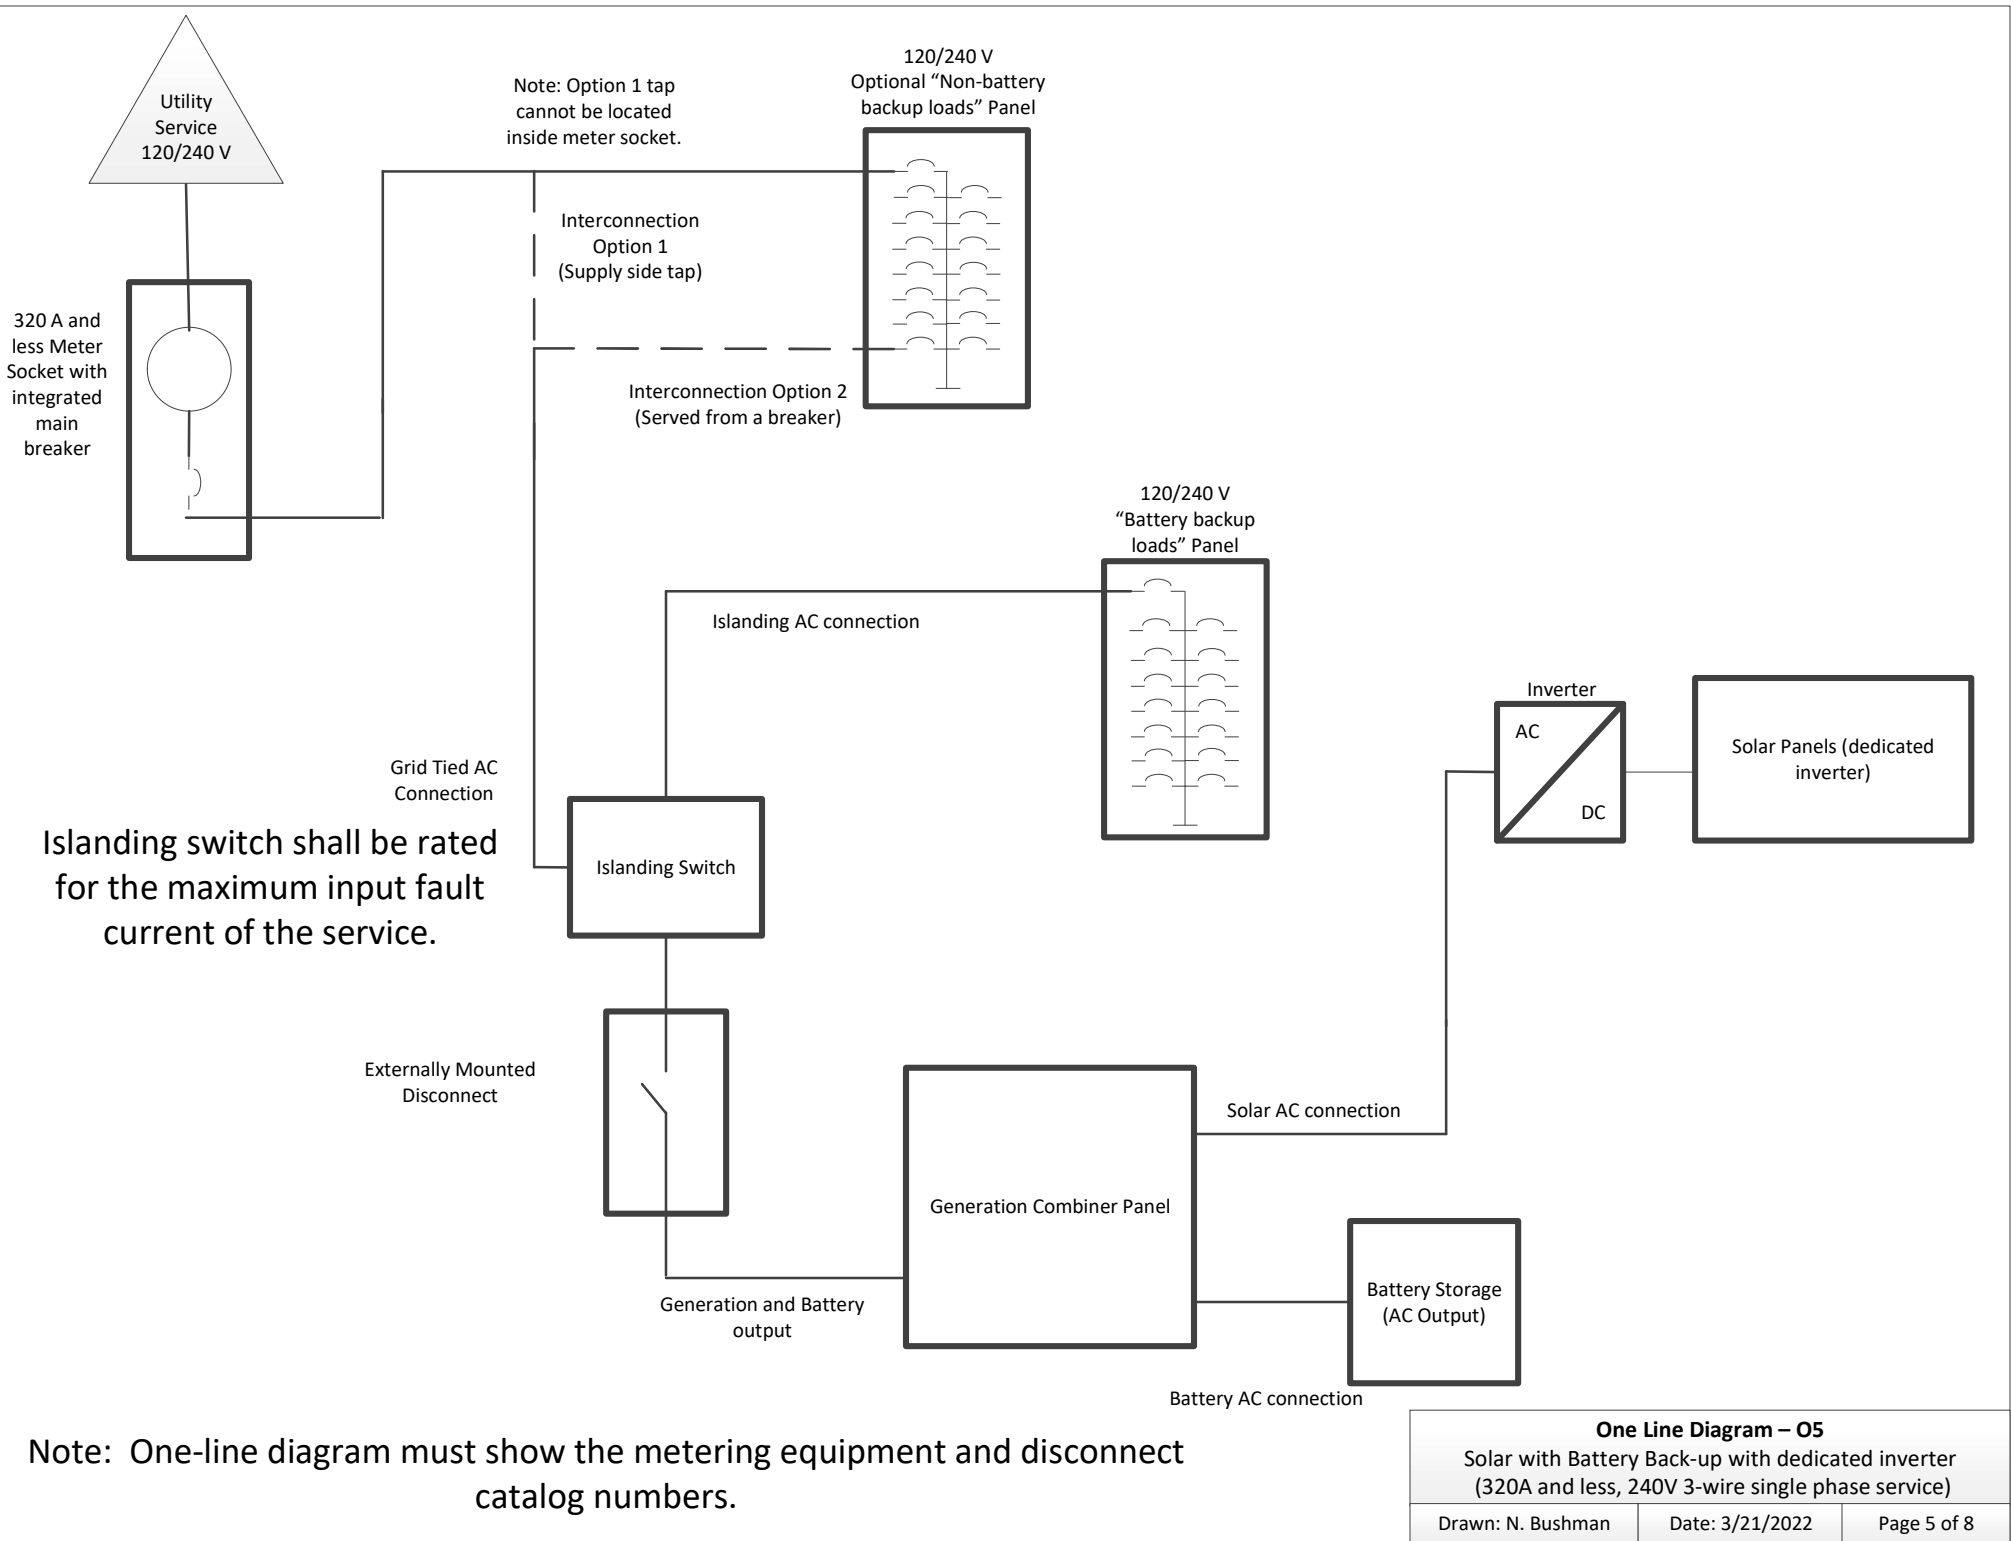 Utility
Service
120/240 V
Note: Option 1 tap
cannot be located
inside meter socket.
120/240 V
Optional “Non-battery
backup loads” Panel
Interconnection
Option 1
(Supply side tap)
320 A and
less Meter
Socket with
integrated
main
breaker
Interconnection Option 2
(Served from a breaker)
120/240 V
“Battery backup
loads” Panel
Islanding AC connection
Inverter
AC
DC
Solar Panels (dedicated
inverter)
Grid Tied AC
Connection
Islanding switch shall be rated
for the maximum input fault
current of the service.
Islanding Switch
Externally Mounted
Disconnect
Solar AC connection
Generation Combiner Panel
Generation and Battery
output
Battery Storage
(AC Output)
Battery AC connection
Note:  One-line diagram must show the metering equipment and disconnect
catalog numbers.
One Line Diagram – O5
Solar with Battery Back-up with dedicated inverter
(320A and less, 240V 3-wire single phase service)
Drawn: N. Bushman
Date: 3/21/2022
Page 5 of 8